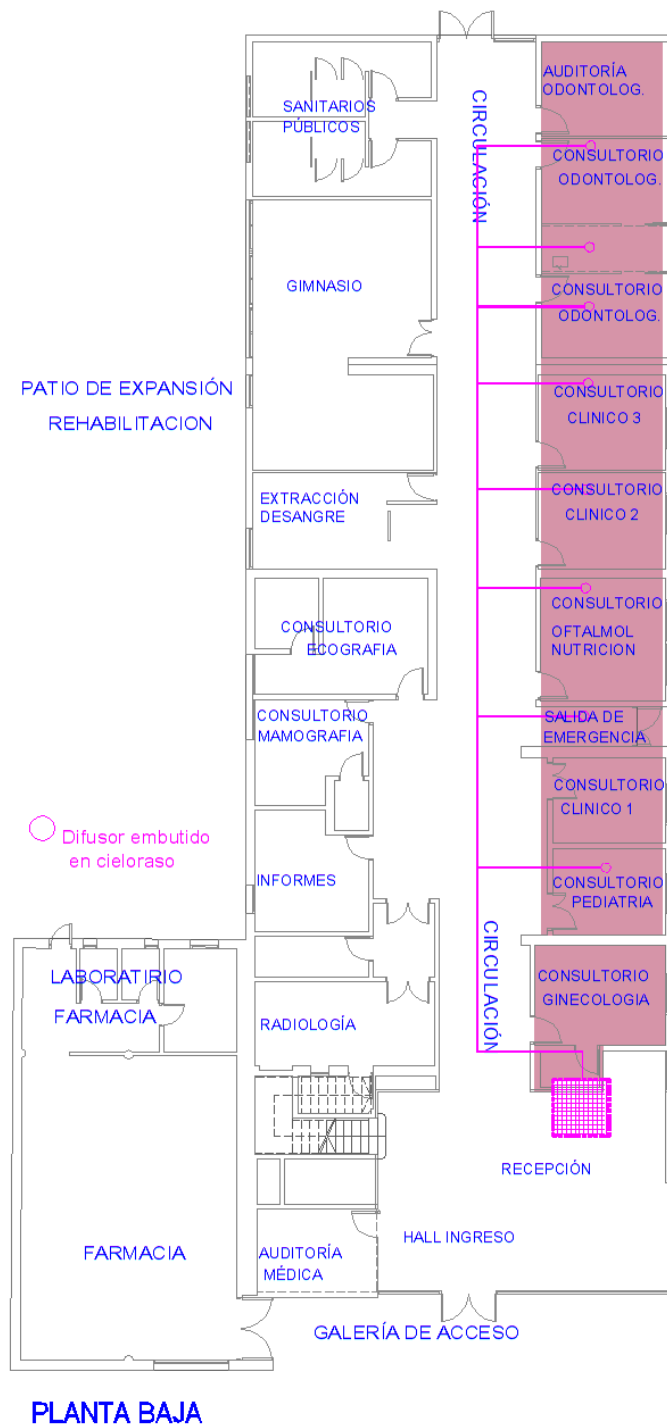 AUDITORÍA
ODONTOLOG.
SANITARIOS
PÚBLICOS
CIRCULACIÓN
CONSULTORIO
ODONTOLOG.
GIMNASIO
CONSULTORIO
ODONTOLOG.
PATIO DE EXPANSIÓN
REHABILITACION
CONSULTORIO
CLINICO 3
EXTRACCIÓN
DESANGRE
CONSULTORIO
CLINICO 2
CONSULTORIO
ECOGRAFIA
CONSULTORIO
OFTALMOL
NUTRICION
CONSULTORIO
MAMOGRAFIA
SALIDA DE
EMERGENCIA
CONSULTORIO
CLINICO 1
Difusor embutido
en cieloraso
INFORMES
CONSULTORIO
PEDIATRIA
CIRCULACIÓN
LABORATIRIO
FARMACIA
CONSULTORIO
GINECOLOGIA
RADIOLOGÍA
RECEPCIÓN
HALL INGRESO
FARMACIA
AUDITORÍA
MÉDICA
GALERÍA DE ACCESO
PLANTA BAJA